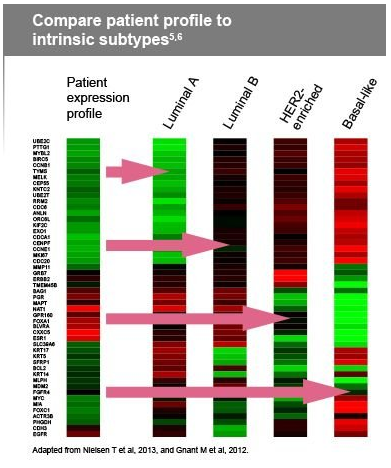 Compare patient profile to
intrinsic subtypes5,6
Patient
expression
profile
Luminal A
Luminal B
HER2-
enriched
Basal-like
UBE2C
PTTG1
MYBL2
BIRC5
CCNB1
TYMS
MELK
CEP55
KNTC2
UBE2T
RRM2
CDC6
ANLN
ORC6L
KIF2C
EXO1
CDCA1
CENPF
CCNE1
MKI67
CDC20
MMP11
GRB7
ERBB2
TMEM45B
BAG1
PGR
MAPT
NAT1
GPR160
FOXA1
BLVRA
CXXC5
ESR1
SLC39A6
KRT17
KRT5
SFRP1
BCL2
KRT14
MLPH
MDM2
FGFR4
MYC
MIA
FOXC1
ACTR3B
PHGDH
CDH3
EGFR
Adapted from Nielsen T et al, 2013, and Gnant M et al, 2012.